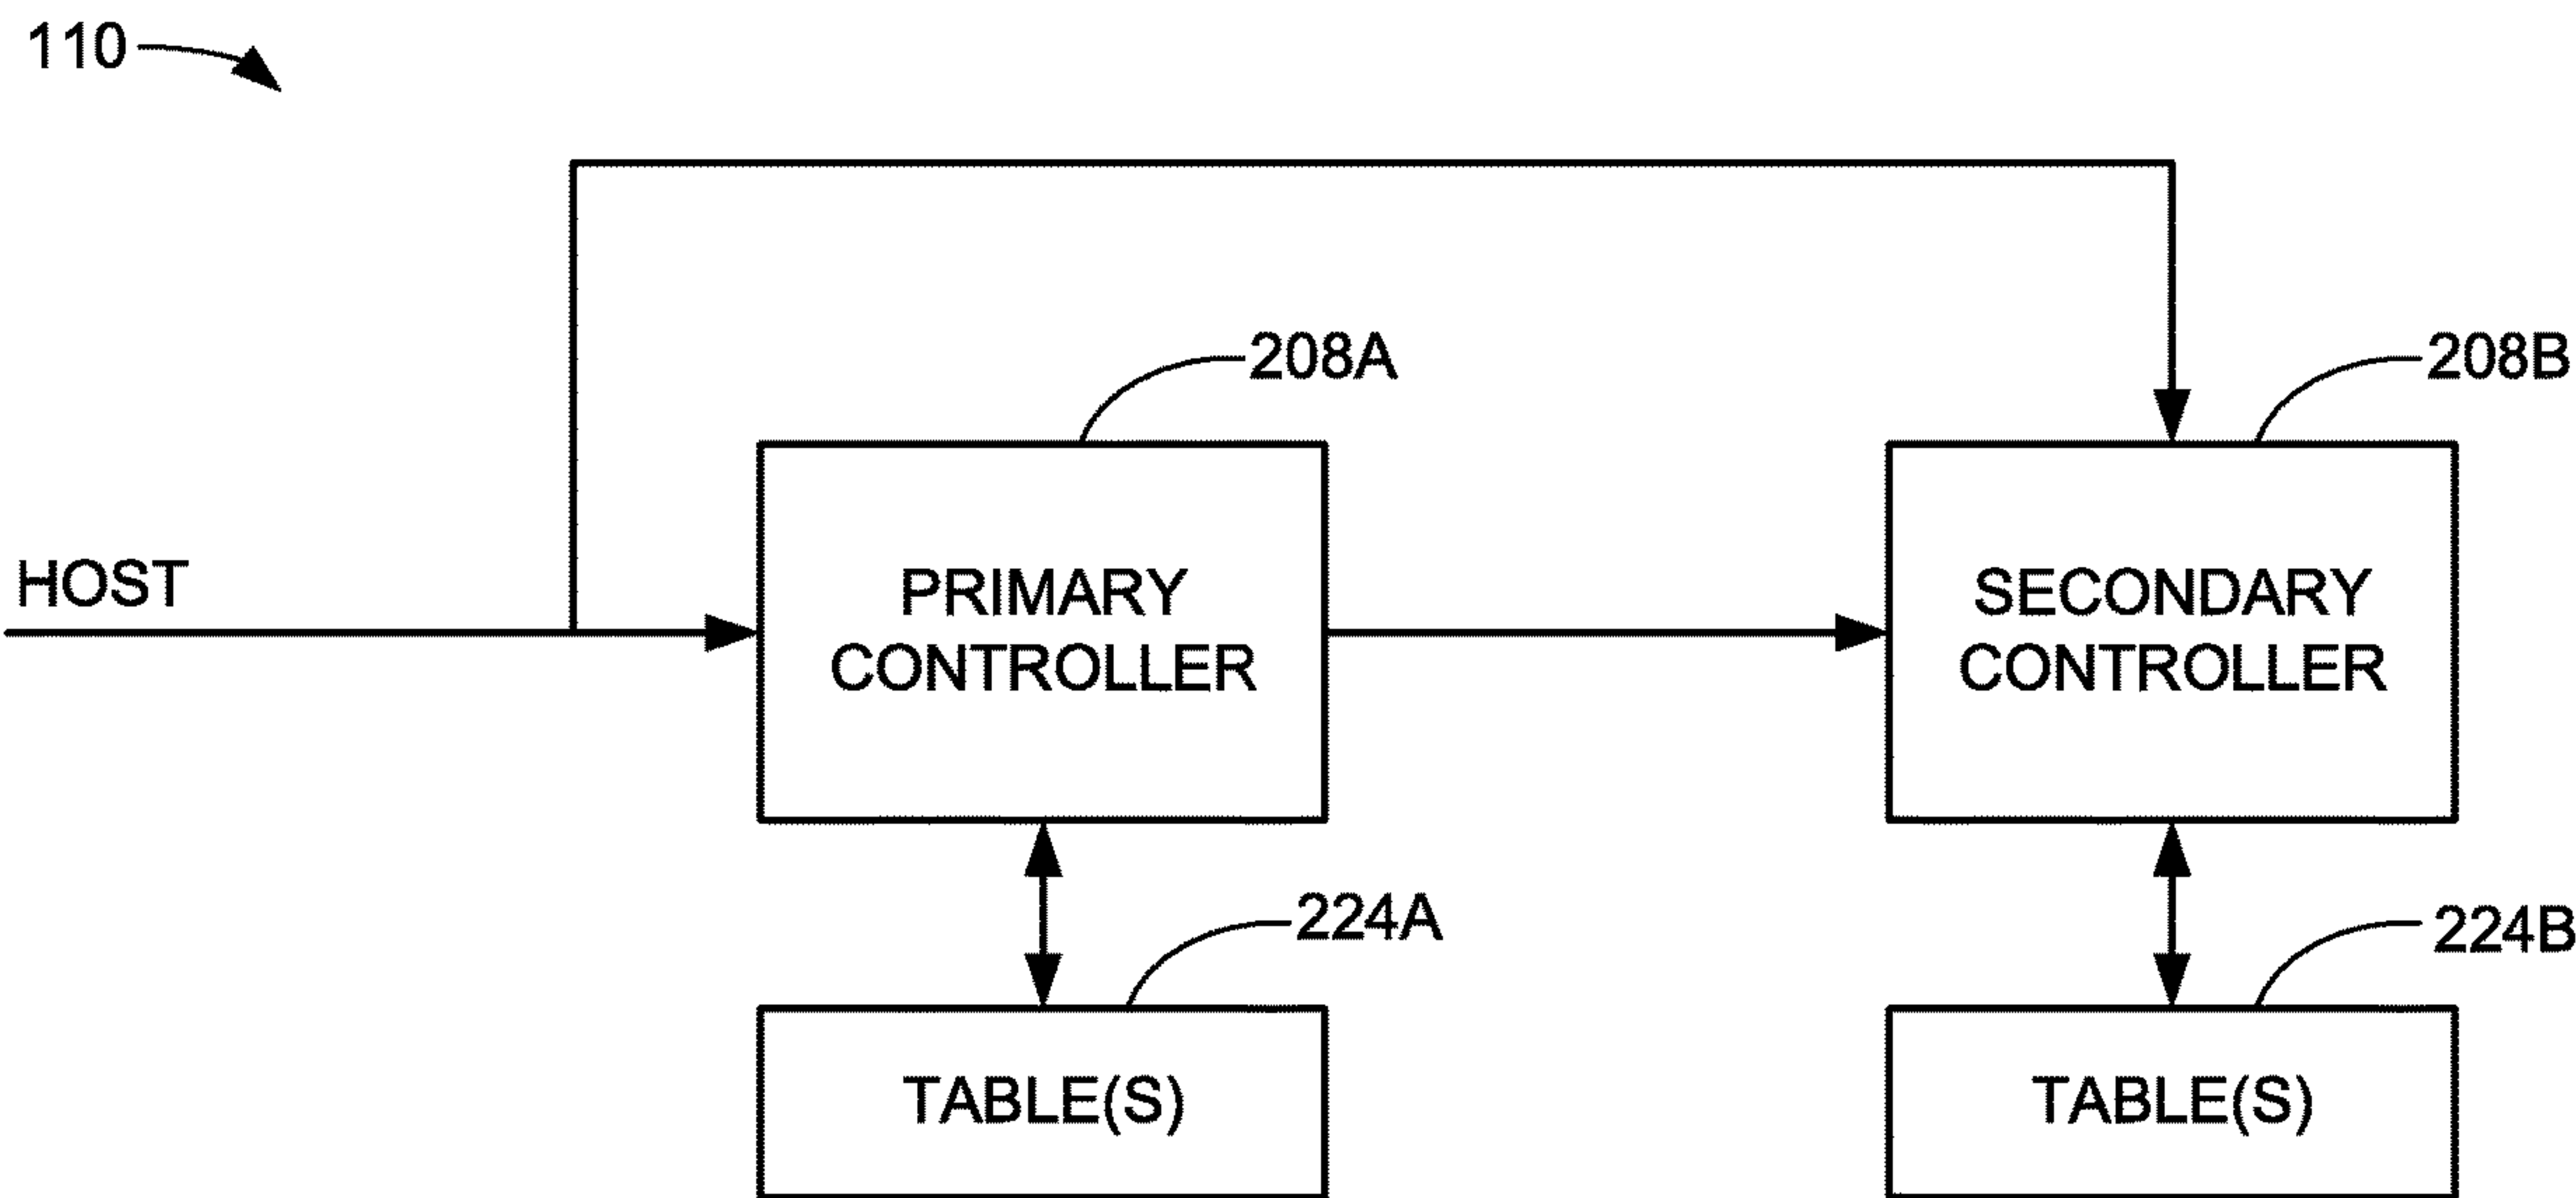 110
208A
208B
HOST
PRIMARY
CONTROLLER
SECONDARY
CONTROLLER
224A
224B
TABLE(S)
TABLE(S)